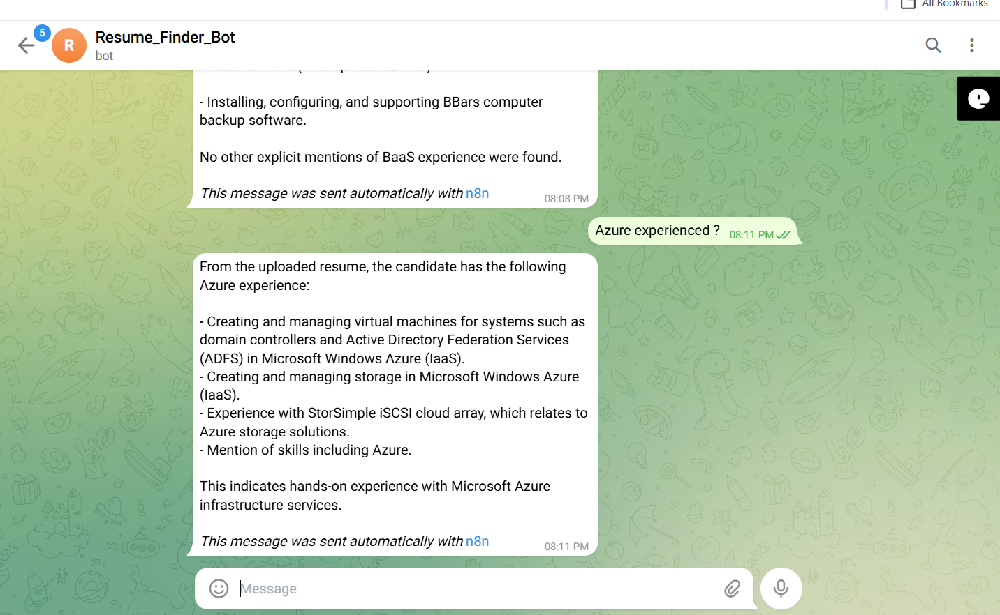 All Bookmarks
5
R
Resume_Finder_Bot
bot
related to BaaS (Backup as a Service):
- Installing, configuring, and supporting BBars computer
backup software.
No other explicit mentions of BaaS experience were found.
This message was sent automatically with n8n
08:08 PM
Azure experienced ?
08:11 PM
From the uploaded resume, the candidate has the following
Azure experience:
- Creating and managing virtual machines for systems such as
domain controllers and Active Directory Federation Services
(ADFS) in Microsoft Windows Azure (IaaS).
- Creating and managing storage in Microsoft Windows Azure
(IaaS).
- Experience with StorSimple iSCSI cloud array, which relates to
Azure storage solutions.
- Mention of skills including Azure.
This indicates hands-on experience with Microsoft Azure
infrastructure services.
This message was sent automatically with n8n
08:11 PM
Message